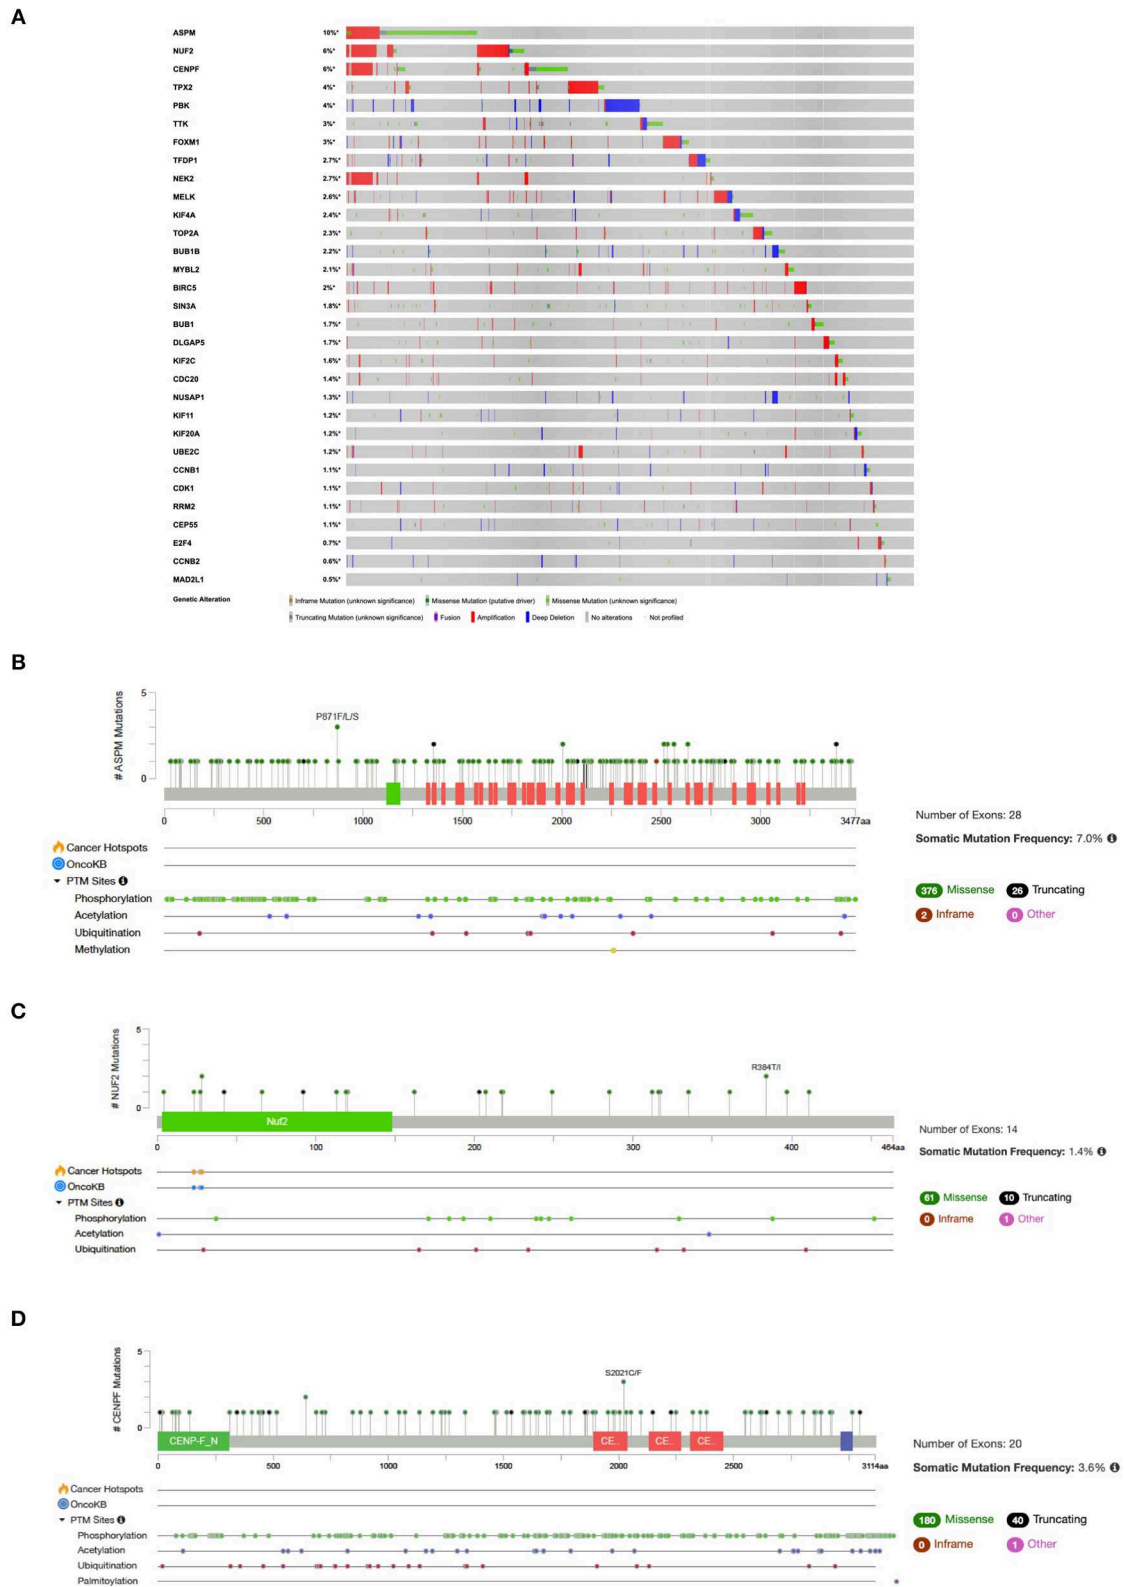 A
ASPM 10%*
NUF2 6%*
CENPF 6%*
TPX2 4%*
PBK 4%*
TTK 3%*
FOXM1 3%*
TFDP1 2.7%*
NEK2 2.7%*
MELK 2.6%*
KIF4A 2.4%*
TOP2A 2.3%*
BUB1B 2.2%*
MYBL2 2.1%*
BIRC5 2%*
SIN3A 1.8%*
BUB1 1.7%*
DLGAP5 1.7%*
KIF2C 1.6%*
CDC20 1.4%*
NUSAP1 1.3%*
KIF11 1.2%*
KIF20A 1.2%*
UBE2C 1.2%*
CCNB1 1.1%*
CDK1 1.1%*
RRM2 1.1%*
CEP55 1.1%*
E2F4 0.7%*
CCNB2 0.6%*
MAD2L1 0.5%*
Genetic Alteration Inframe Mutation (unknown significance) Missense Mutation (putative driver) Missense Mutation (unknown significance)
Truncating Mutation (unknown significance) Fusion Amplification Deep Deletion No alterations Not profiled
B
# ASPM Mutations
5
0
P871F/L/S
0 500 1000 1500 2000 2500 3000 3477aa
Number of Exons: 28
Somatic Mutation Frequency: 7.0%
Cancer Hotspots
OncoKB
PTM Sites
Phosphorylation
Acetylation
Ubiquitination
Methylation
376 Missense 26 Truncating
2 Inframe 0 Other
C
# NUF2 Mutations
5
0
R384T/I
Nuf2
0 100 200 300 400 464aa
Number of Exons: 14
Somatic Mutation Frequency: 1.4%
Cancer Hotspots
OncoKB
PTM Sites
Phosphorylation
Acetylation
Ubiquitination
61 Missense 10 Truncating
0 Inframe 1 Other
D
# CENPF Mutations
5
0
S2021C/F
CENP-F_N CE.. CE.. CE..
0 500 1000 1500 2000 2500 3114aa
Number of Exons: 20
Somatic Mutation Frequency: 3.6%
Cancer Hotspots
OncoKB
PTM Sites
Phosphorylation
Acetylation
Ubiquitination
Palmitoylation
180 Missense 40 Truncating
0 Inframe 1 Other